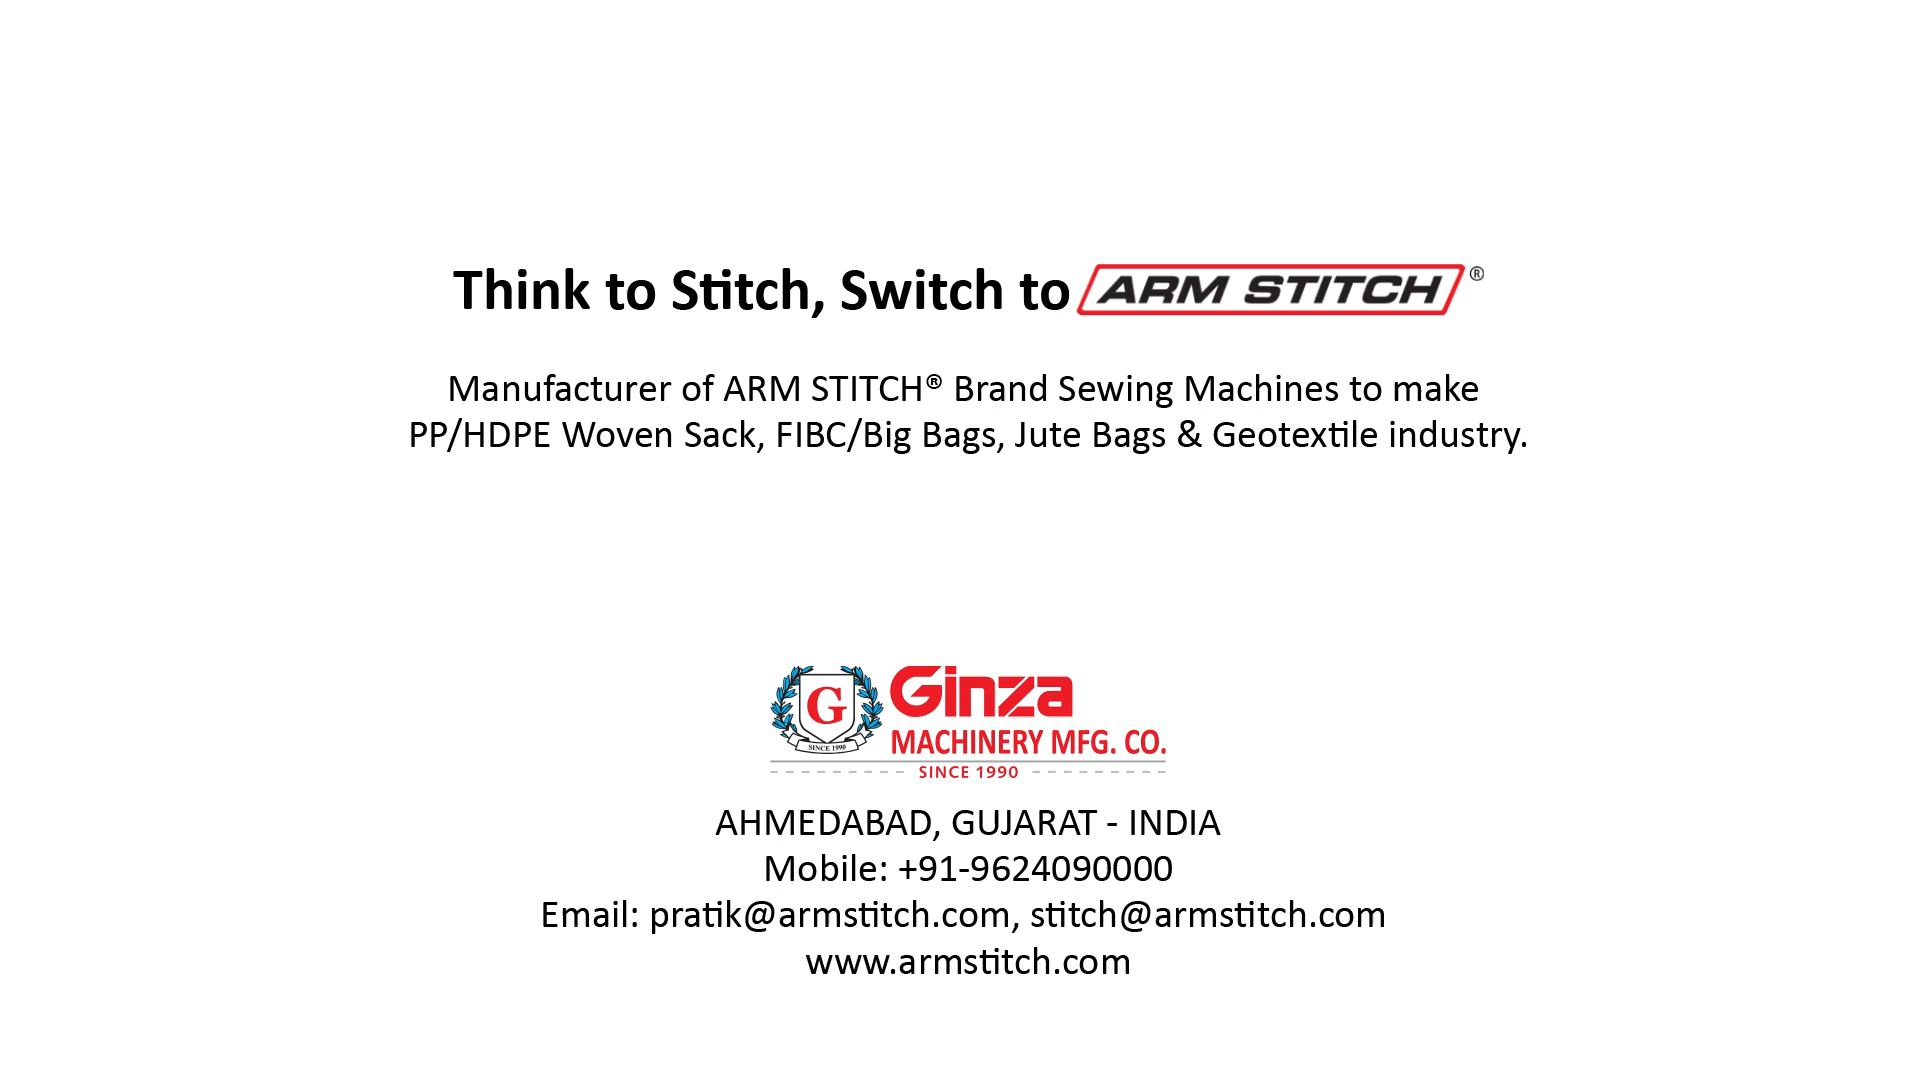 Think to Stitch, Switch to ARM STITCH®
Manufacturer of ARM STITCH® Brand Sewing Machines to make
PP/HDPE Woven Sack, FIBC/Big Bags, Jute Bags & Geotextile industry.
G
SINCE 1990
Ginza
MACHINERY MFG. CO.
SINCE 1990
AHMEDABAD, GUJARAT - INDIA
Mobile: +91-9624090000
Email: pratik@armstitch.com, stitch@armstitch.com
www.armstitch.com